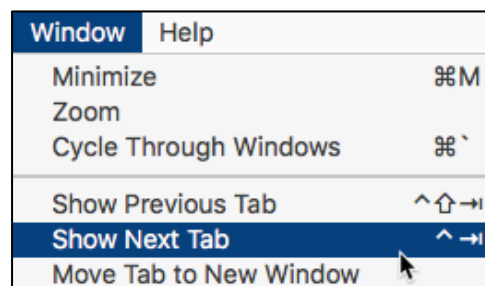 Window Help
Minimize ⌘M
Zoom
Cycle Through Windows ⌘`
Show Previous Tab ^⇧⇥
Show Next Tab ^⇥
Move Tab to New Window